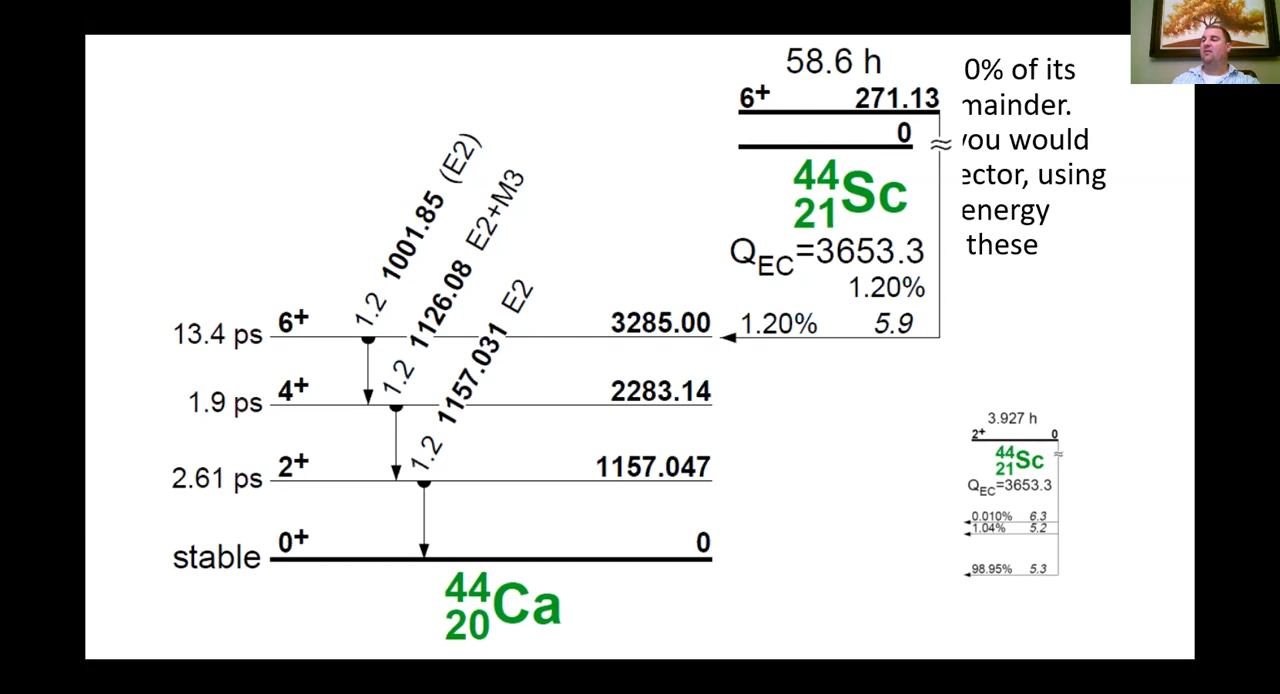 58.6 h
6+ 271.13
0
44
21Sc
QEC=3653.3
1.20%
1.20% 5.9
0% of its
mainder.
you would
ector, using
energy
these
1.2 1001.85 (E2)
1.2 1126.08 E2+M3
1.2 1157.031 E2
13.4 ps 6+ 3285.00
1.9 ps 4+ 2283.14
2.61 ps 2+ 1157.047
stable 0+ 0
44
20Ca
3.927 h
2+ 0
44
21Sc
QEC=3653.3
0.010% 6.3
1.04% 5.2
98.95% 5.3